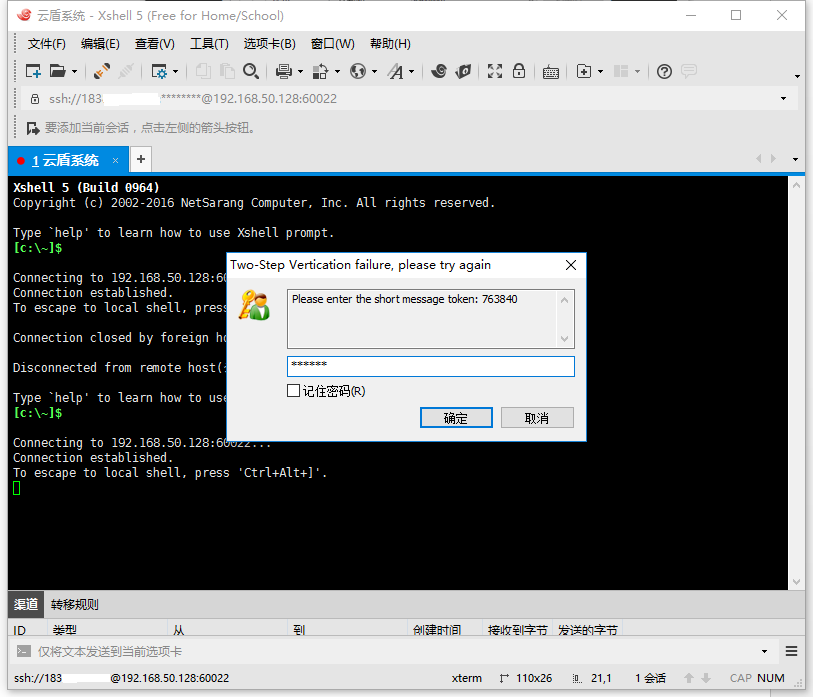 云盾系统 - Xshell 5 (Free for Home/School)
文件(F) 编辑(E) 查看(V) 工具(T) 选项卡(B) 窗口(W) 帮助(H)
ssh://183 ********@192.168.50.128:60022
要添加当前会话，点击左侧的箭头按钮。
1 云盾系统 × +
Xshell 5 (Build 0964)
Copyright (c) 2002-2016 NetSarang Computer, Inc. All rights reserved.
Type `help' to learn how to use Xshell prompt.
[c:\~]$
Connecting to 192.168.50.128:6
Connection established.
To escape to local shell, press
Connection closed by foreign ho
Disconnected from remote host(
Type `help' to learn how to use
[c:\~]$
Connecting to 192.168.50.128:60022...
Connection established.
To escape to local shell, press 'Ctrl+Alt+]'.
Two-Step Vertication failure, please try again
Please enter the short message token: 763840
******
记住密码(R)
确定 取消
渠道 转移规则
ID 类型 从 到 创建时间 接收到字节 发送的字节
仅将文本发送到当前选项卡
ssh://183 @192.168.50.128:60022 xterm 110x26 21,1 1 会话 CAP NUM